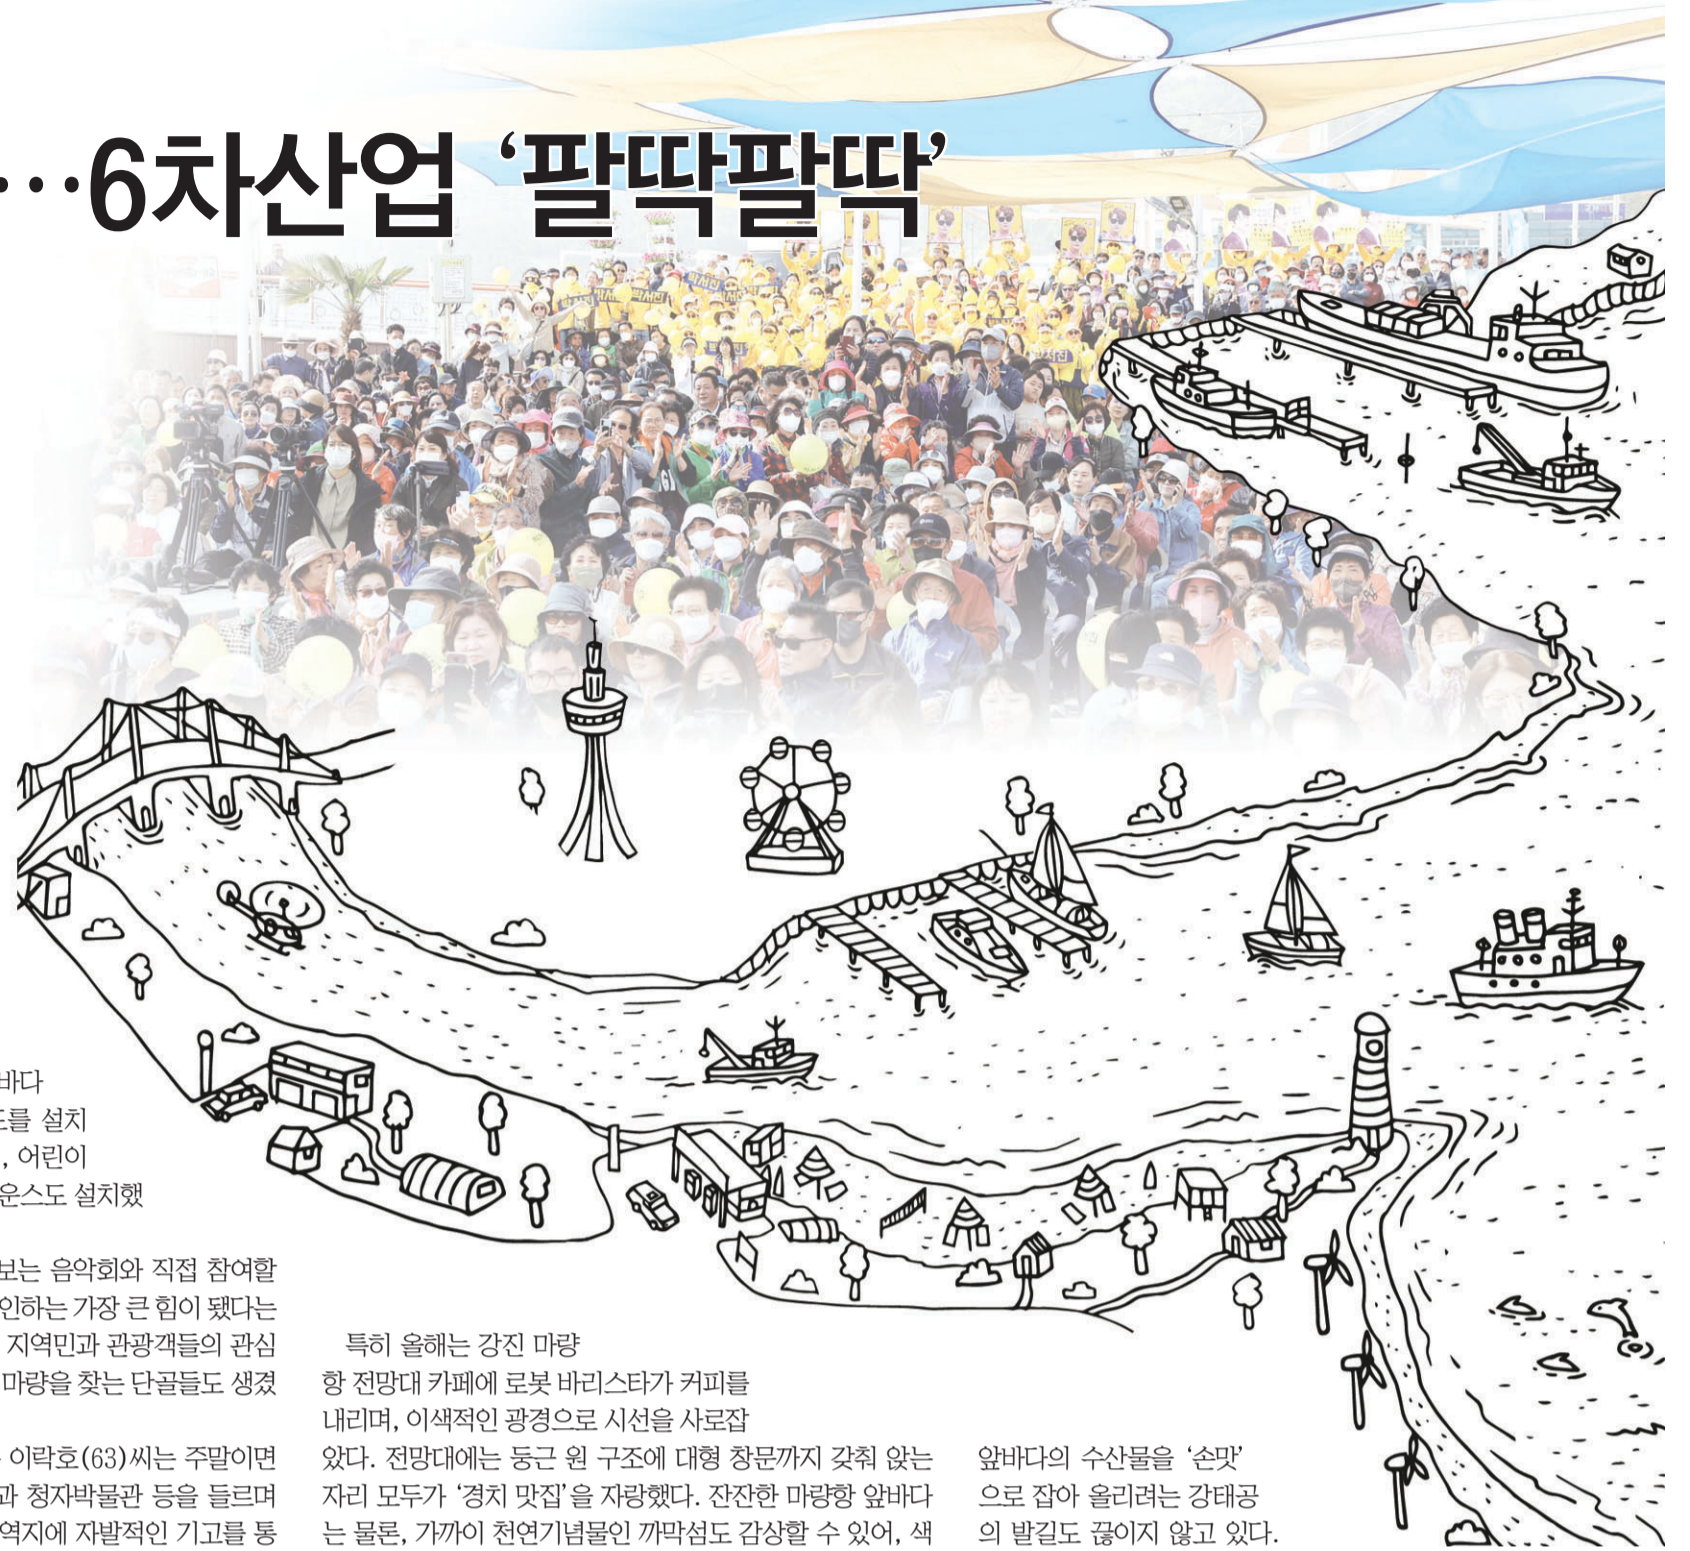 …6차산업 ‘팔딱팔딱’
박서진
바다
도를 설치
, 어린이
운스도 설치했
보는 음악회와 직접 참여할
인하는 가장 큰 힘이 됐다는
지역민과 관광객들의 관심
마량을 찾는 단골들도 생겼
이락호(63)씨는 주말이면
과 청자박물관 등을 들르며
역지에 자발적인 기고를 통
특히 올해는 강진 마량
항 전망대 카페에 로봇 바리스타가 커피를
내리며, 이색적인 광경으로 시선을 사로잡
았다. 전망대에는 둥근 원 구조에 대형 창문까지 갖춰 앉는
자리 모두가 ‘경치 맛집’을 자랑했다. 잔잔한 마량항 앞바다
는 물론, 가까이 천연기념물인 까막섬도 감상할 수 있어, 색
앞바다의 수산물을 ‘손맛’
으로 잡아 올리려는 강태공
의 발길도 끊이지 않고 있다.